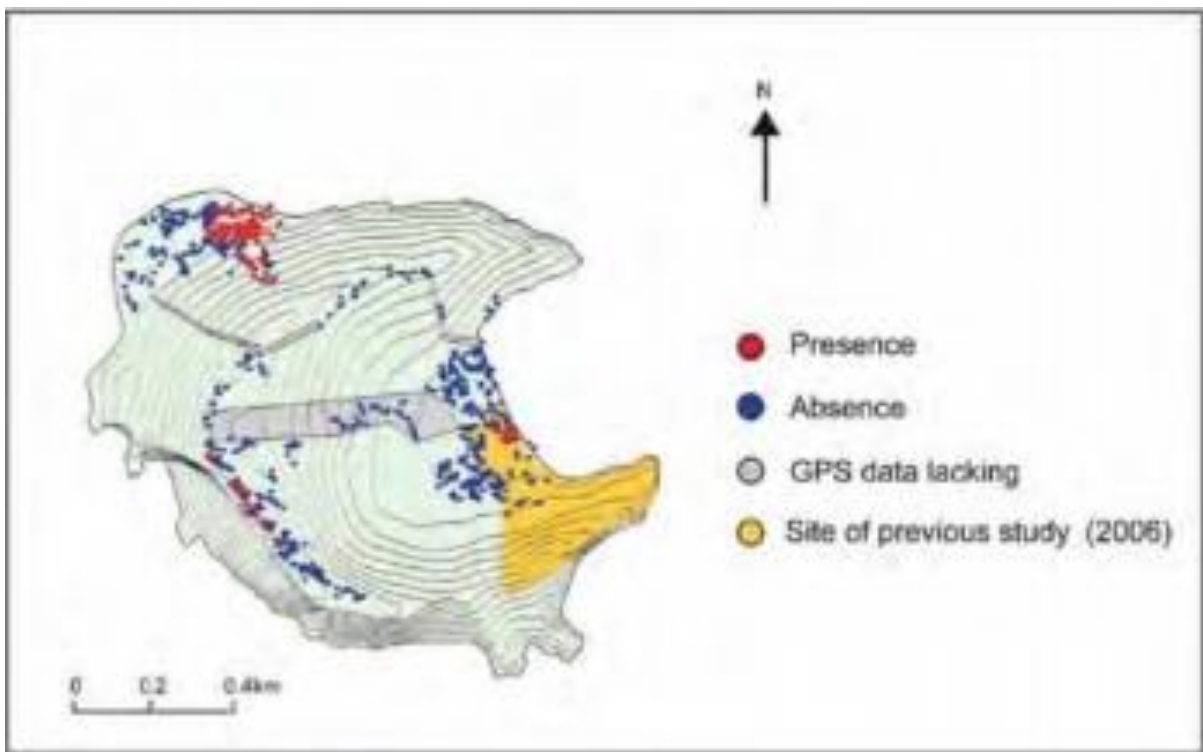 N
Presence
Absence
GPS data lacking
Site of previous study (2006)
0 0.2 0.4km